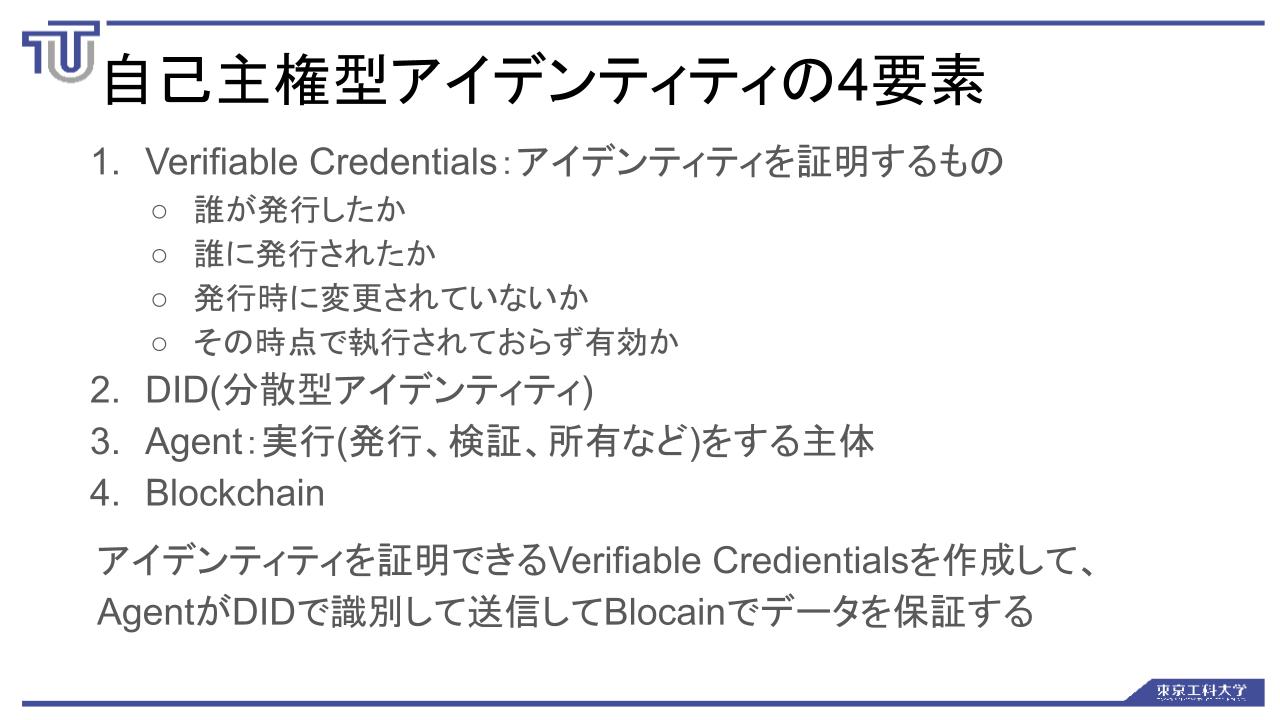 自己主権型アイデンティティの4要素
1. Verifiable Credentials：アイデンティティを証明するもの
○ 誰が発行したか
○ 誰に発行されたか
○ 発行時に変更されていないか
○ その時点で執行されておらず有効か
2. DID(分散型アイデンティティ)
3. Agent：実行(発行、検証、所有など)をする主体
4. Blockchain
アイデンティティを証明できるVerifiable Credientialsを作成して、
AgentがDIDで識別して送信してBlocainでデータを保証する
東京工科大学